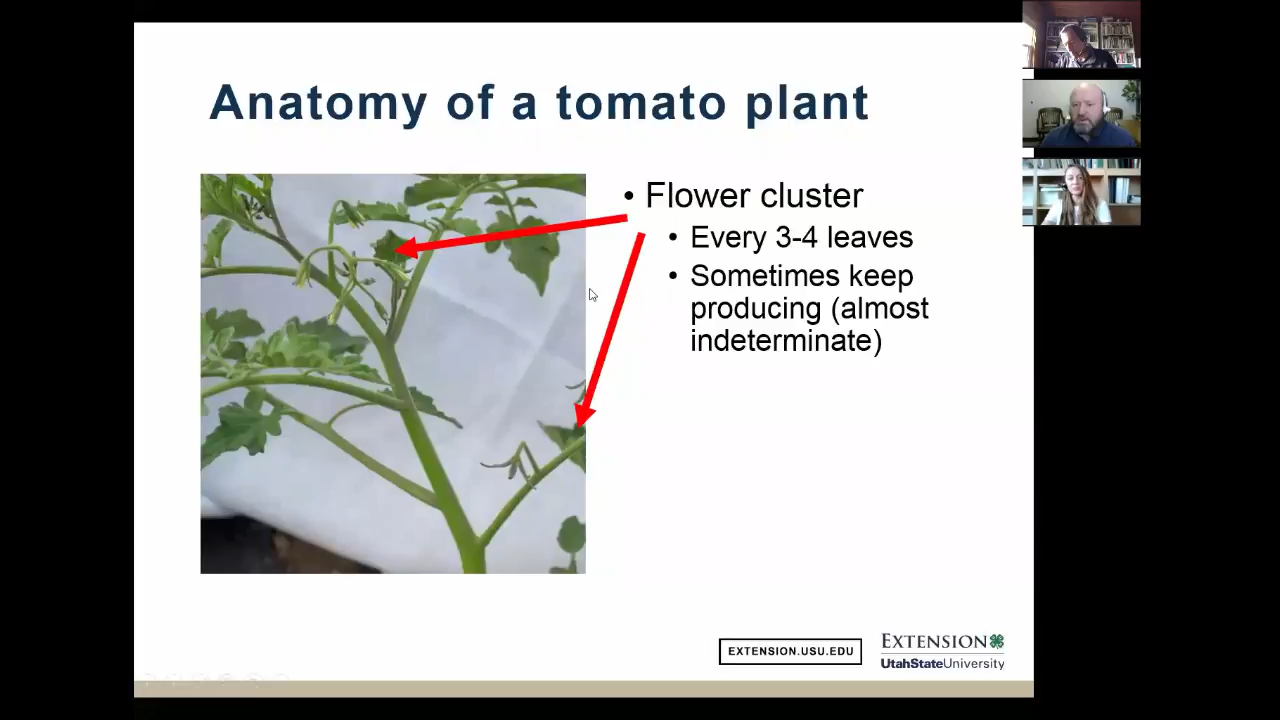 Anatomy of a tomato plant
• Flower cluster
• Every 3-4 leaves
• Sometimes keep
producing (almost
indeterminate)
EXTENSION.USU.EDU
EXTENSION
UtahStateUniversity